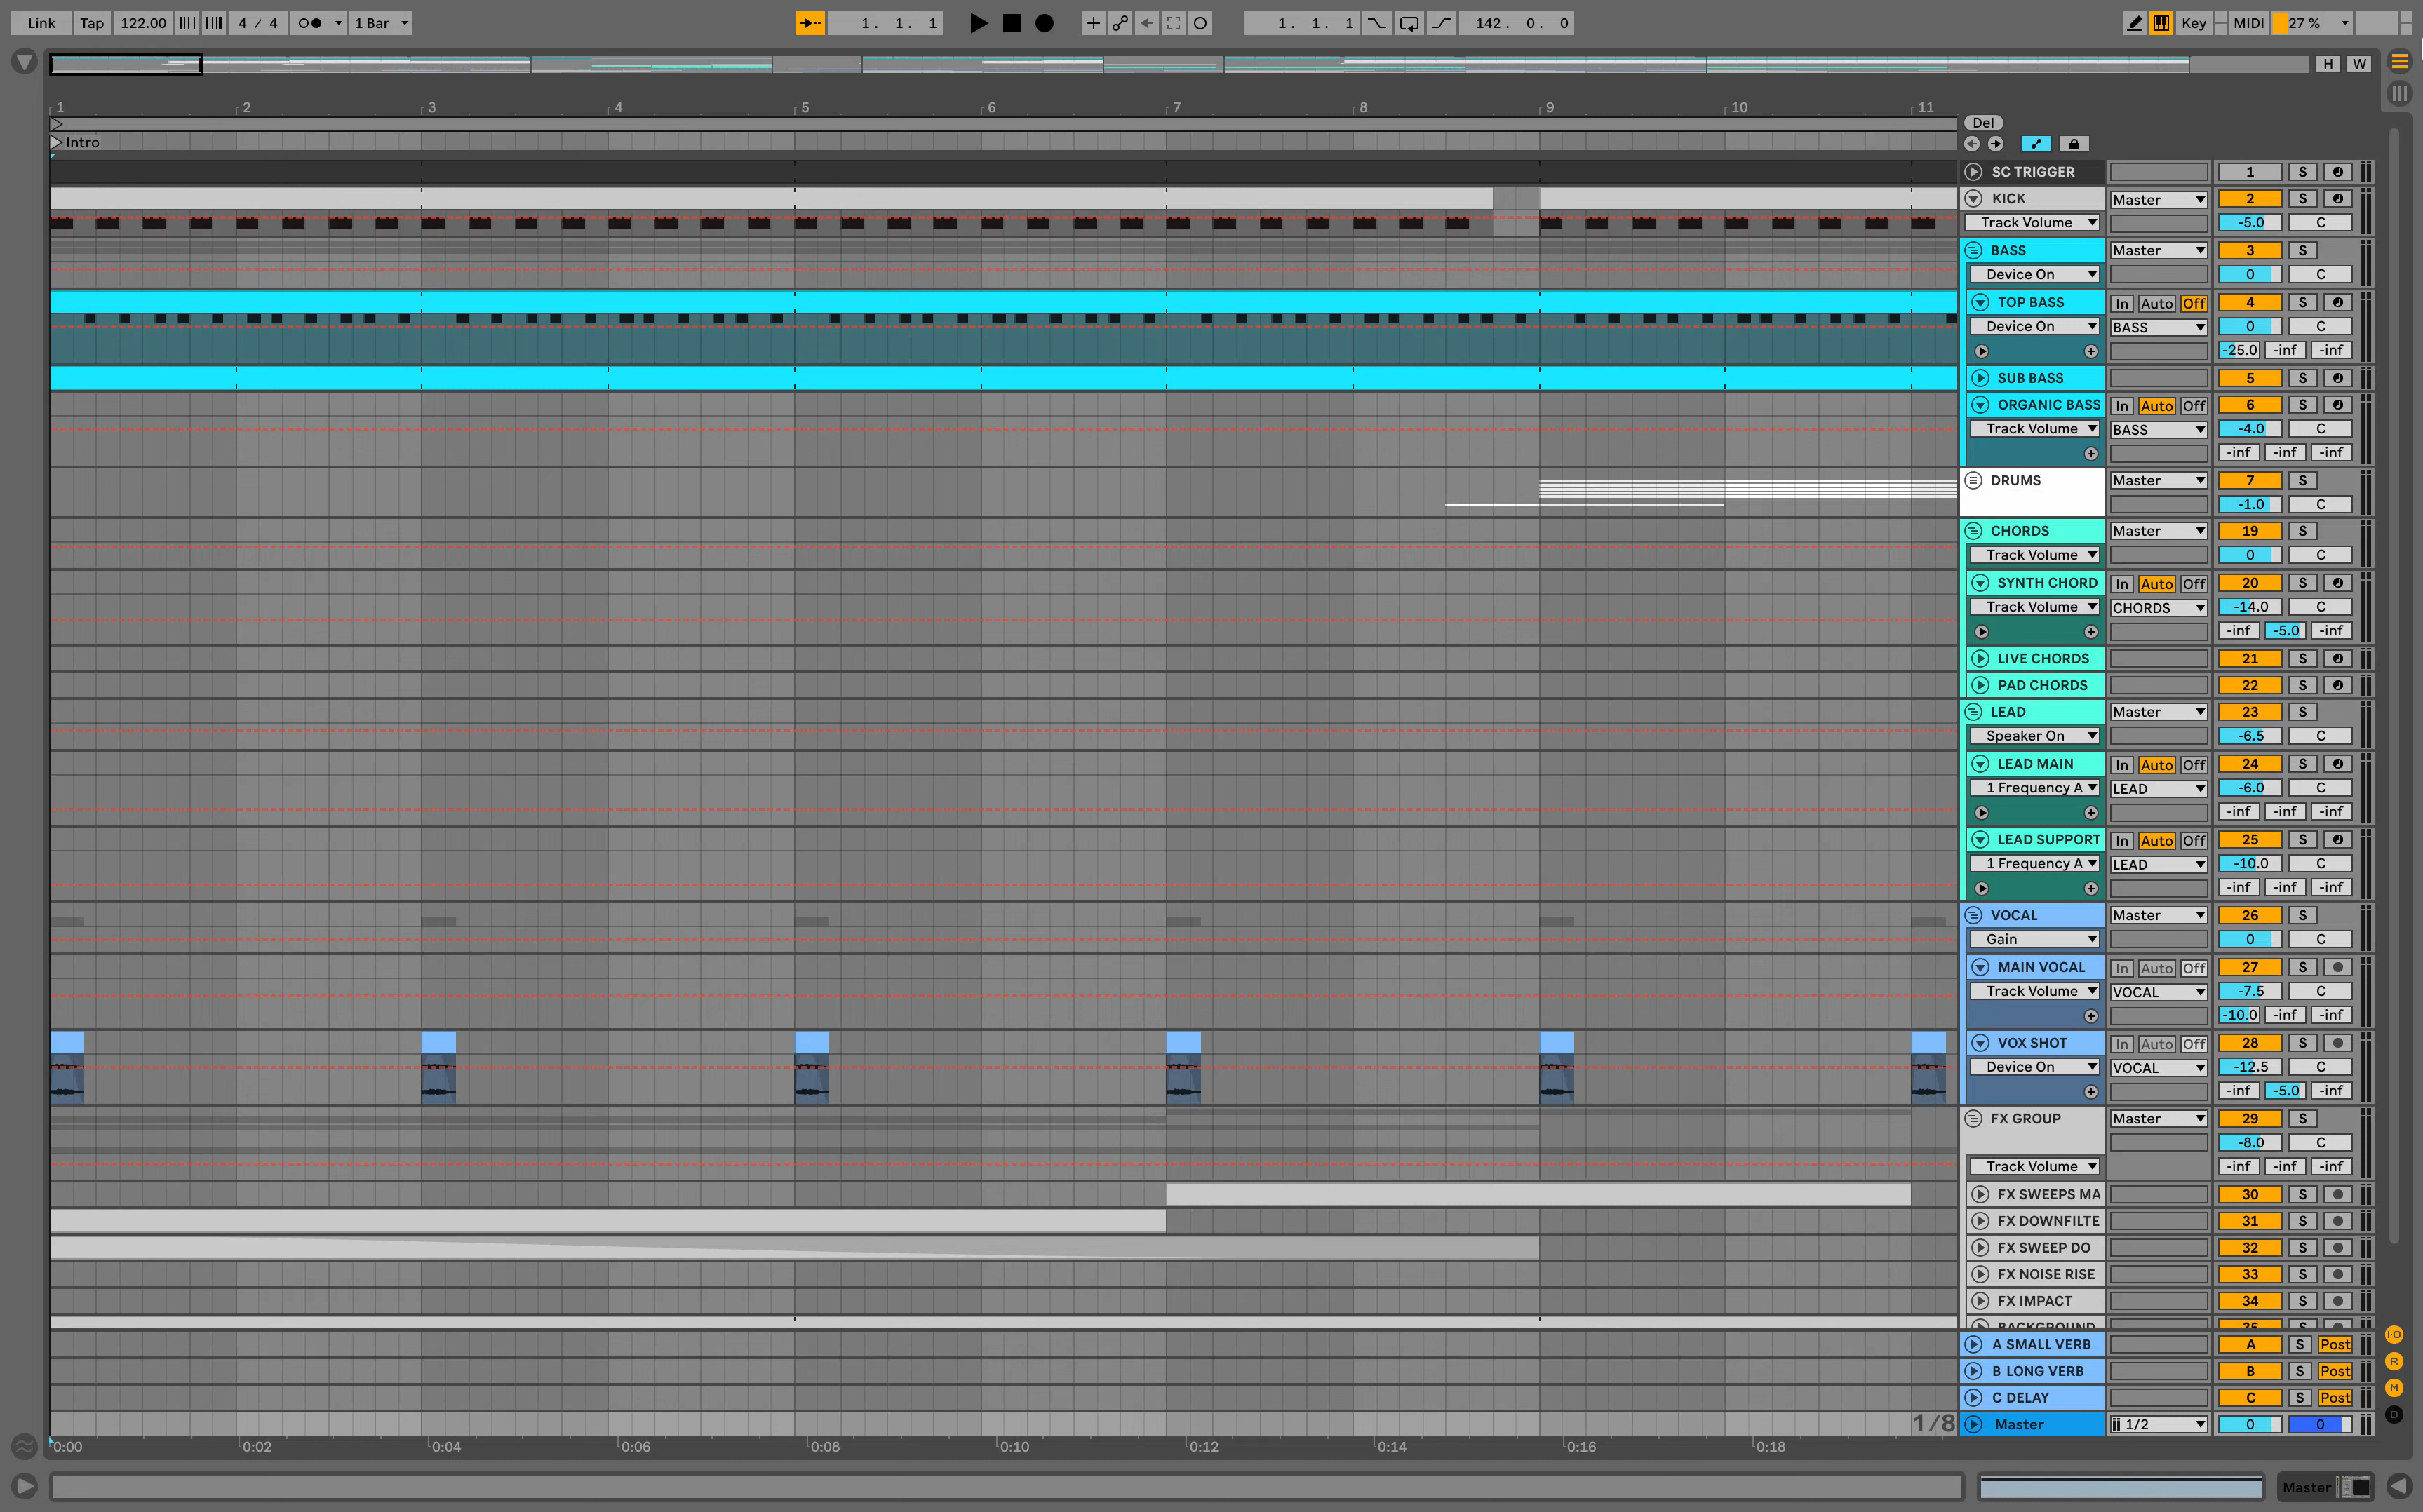 Link Tap 122.00 4 / 4 1 Bar 1. 1. 1 1. 1. 1 142. 0. 0 Key MIDI 27 %
H W
1 2 3 4 5 6 7 8 9 10 11
Del
Intro
SC TRIGGER 1 S
KICK Master 2 S
Track Volume -5.0 C
BASS Master 3 S
Device On 0 C
TOP BASS In Auto Off 4 S
Device On BASS 0 C
-25.0 -inf -inf
SUB BASS 5 S
ORGANIC BASS In Auto Off 6 S
Track Volume BASS -4.0 C
-inf -inf -inf
DRUMS Master 7 S
-1.0 C
CHORDS Master 19 S
Track Volume 0 C
SYNTH CHORD In Auto Off 20 S
Track Volume CHORDS -14.0 C
-inf -5.0 -inf
LIVE CHORDS 21 S
PAD CHORDS 22 S
LEAD Master 23 S
Speaker On -6.5 C
LEAD MAIN In Auto Off 24 S
1 Frequency A LEAD -6.0 C
-inf -inf -inf
LEAD SUPPORT In Auto Off 25 S
1 Frequency A LEAD -10.0 C
-inf -inf -inf
VOCAL Master 26 S
Gain 0 C
MAIN VOCAL In Auto Off 27 S
Track Volume VOCAL -7.5 C
-10.0 -inf -inf
VOX SHOT In Auto Off 28 S
Device On VOCAL -12.5 C
-inf -5.0 -inf
FX GROUP Master 29 S
-8.0 C
Track Volume -inf -inf -inf
FX SWEEPS MA 30 S
FX DOWNFILTE 31 S
FX SWEEP DO 32 S
FX NOISE RISE 33 S
FX IMPACT 34 S
BACKGROUND 35 S
A SMALL VERB A S Post
B LONG VERB B S Post
C DELAY C S Post
1/8 Master 1/2 0 0
I·O
R
M
D
0:00 0:02 0:04 0:06 0:08 0:10 0:12 0:14 0:16 0:18
Master